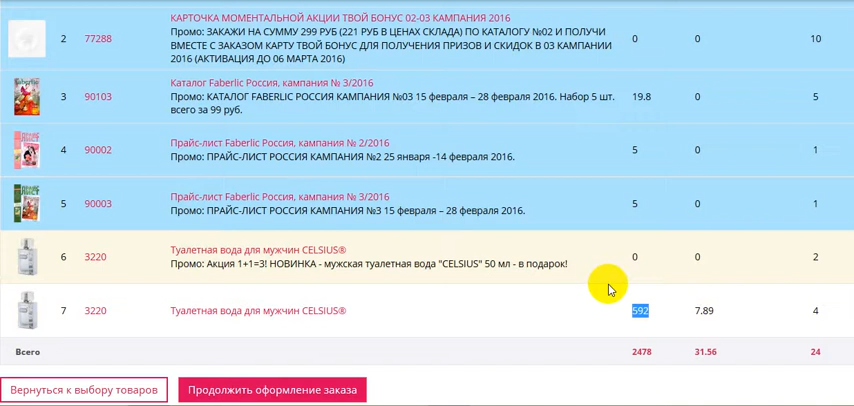 2 77288 КАРТОЧКА МОМЕНТАЛЬНОЙ АКЦИИ ТВОЙ БОНУС 02-03 КАМПАНИЯ 2016
Промо: ЗАКАЖИ НА СУММУ 299 РУБ (221 РУБ В ЦЕНАХ СКЛАДА) ПО КАТАЛОГУ №02 И ПОЛУЧИ
ВМЕСТЕ С ЗАКАЗОМ КАРТУ ТВОЙ БОНУС ДЛЯ ПОЛУЧЕНИЯ ПРИЗОВ И СКИДОК В 03 КАМПАНИИ
2016 (АКТИВАЦИЯ ДО 06 МАРТА 2016)
0 0 10
3 90103 Каталог Faberlic Россия, кампания № 3/2016
Промо: КАТАЛОГ FABERLIC РОССИЯ КАМПАНИЯ №03 15 февраля – 28 февраля 2016. Набор 5 шт.
всего за 99 руб.
19.8 0 5
4 90002 Прайс-лист Faberlic Россия, кампания № 2/2016
Промо: ПРАЙС-ЛИСТ РОССИЯ КАМПАНИЯ №2 25 января -14 февраля 2016.
5 0 1
5 90003 Прайс-лист Faberlic Россия, кампания № 3/2016
Промо: ПРАЙС-ЛИСТ РОССИЯ КАМПАНИЯ №3 15 февраля – 28 февраля 2016.
5 0 1
6 3220 Туалетная вода для мужчин CELSIUS®
Промо: Акция 1+1=3! НОВИНКА - мужская туалетная вода "CELSIUS" 50 мл - в подарок!
0 0 2
7 3220 Туалетная вода для мужчин CELSIUS® 592 7.89 4
Всего 2478 31.56 24
Вернуться к выбору товаров Продолжить оформление заказа